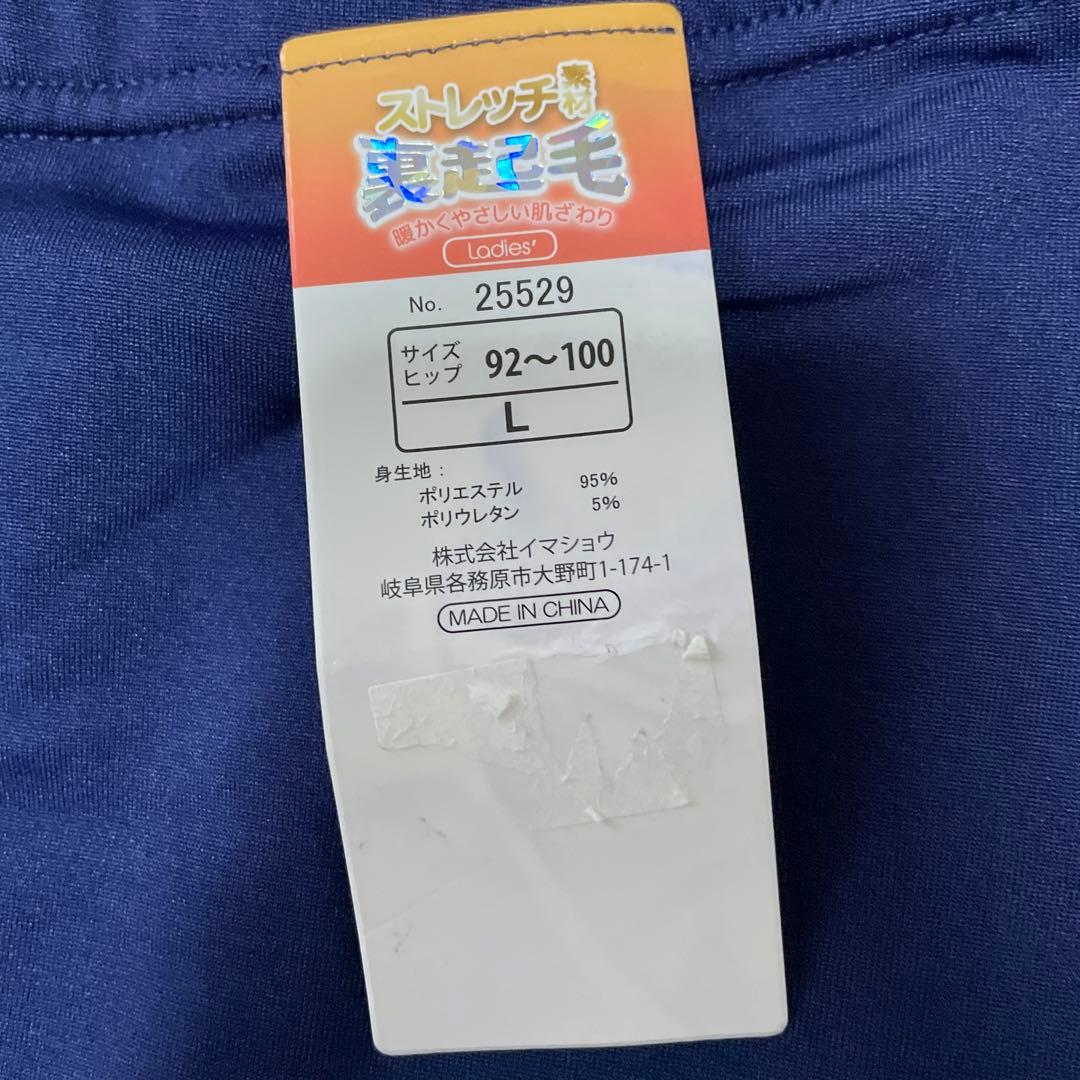 ストレッチ素材
裏起毛
暖かくやさしい肌ざわり
Ladies'
No. 25529
サイズ
ヒップ 92～100
L
身生地：
ポリエステル 95%
ポリウレタン 5%
株式会社イマショウ
岐阜県各務原市大野町1-174-1
MADE IN CHINA